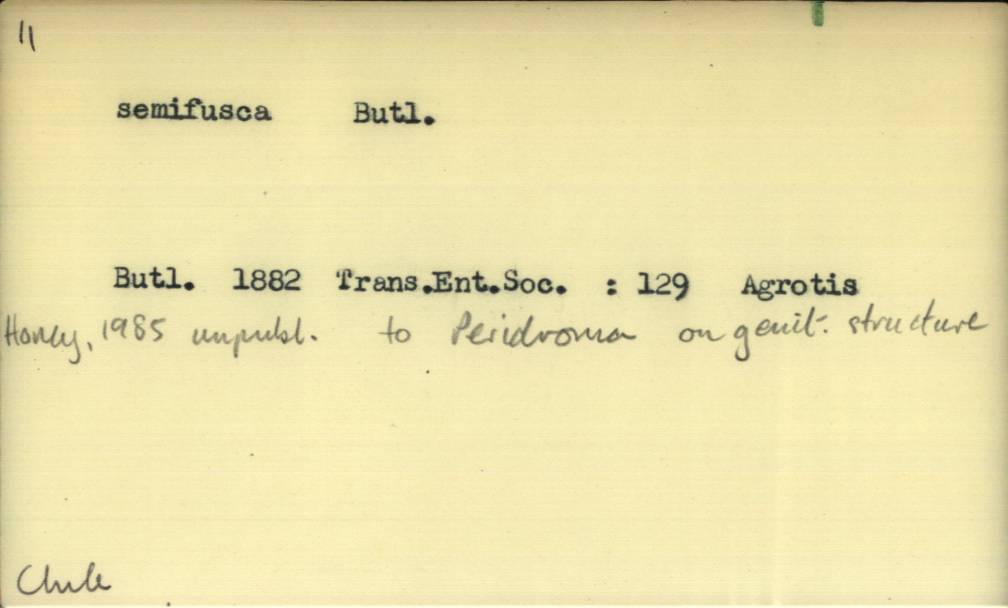 11
semifusca Butl.
Butl. 1882 Trans.Ent.Soc. : 129 Agrotis
Honey, 1985 unpubl. to Peridroma on genit. structure
Chile